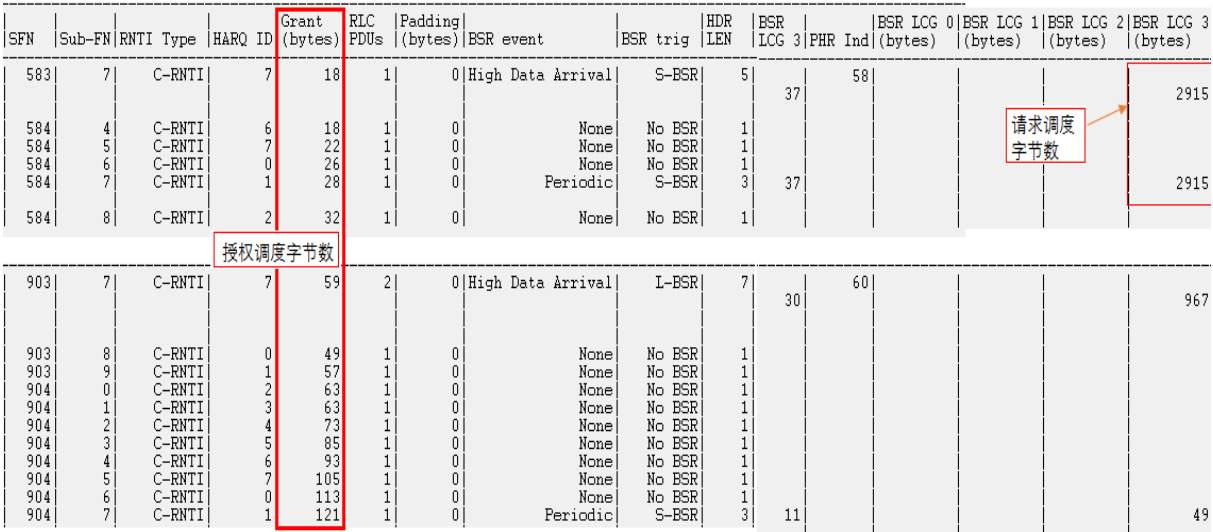 |SFN |Sub-FN|RNTI Type |HARQ ID|Grant (bytes)|RLC PDUs |Padding (bytes)|BSR event |BSR trig |HDR LEN |BSR LCG 3|PHR Ind|BSR LCG 0 (bytes) |BSR LCG 1 (bytes) |BSR LCG 2 (bytes) |BSR LCG 3 (bytes)
| 583| 7| C-RNTI| 7| 18| 1| 0|High Data Arrival| S-BSR| 5| 58|
37| 2915
请求调度
字节数
| 584| 4| C-RNTI| 6| 18| 1| 0| None| No BSR| 1|
| 584| 5| C-RNTI| 7| 22| 1| 0| None| No BSR| 1|
| 584| 6| C-RNTI| 0| 26| 1| 0| None| No BSR| 1|
| 584| 7| C-RNTI| 1| 28| 1| 0| Periodic| S-BSR| 3| 37| 2915
| 584| 8| C-RNTI| 2| 32| 1| 0| None| No BSR| 1|
授权调度字节数
| 903| 7| C-RNTI| 7| 59| 2| 0|High Data Arrival| L-BSR| 7| 60|
30| 967
| 903| 8| C-RNTI| 0| 49| 1| 0| None| No BSR| 1|
| 903| 9| C-RNTI| 1| 57| 1| 0| None| No BSR| 1|
| 904| 0| C-RNTI| 2| 63| 1| 0| None| No BSR| 1|
| 904| 1| C-RNTI| 3| 63| 1| 0| None| No BSR| 1|
| 904| 2| C-RNTI| 4| 73| 1| 0| None| No BSR| 1|
| 904| 3| C-RNTI| 5| 85| 1| 0| None| No BSR| 1|
| 904| 4| C-RNTI| 6| 93| 1| 0| None| No BSR| 1|
| 904| 5| C-RNTI| 7| 105| 1| 0| None| No BSR| 1|
| 904| 6| C-RNTI| 0| 113| 1| 0| None| No BSR| 1|
| 904| 7| C-RNTI| 1| 121| 1| 0| Periodic| S-BSR| 3| 11| 49